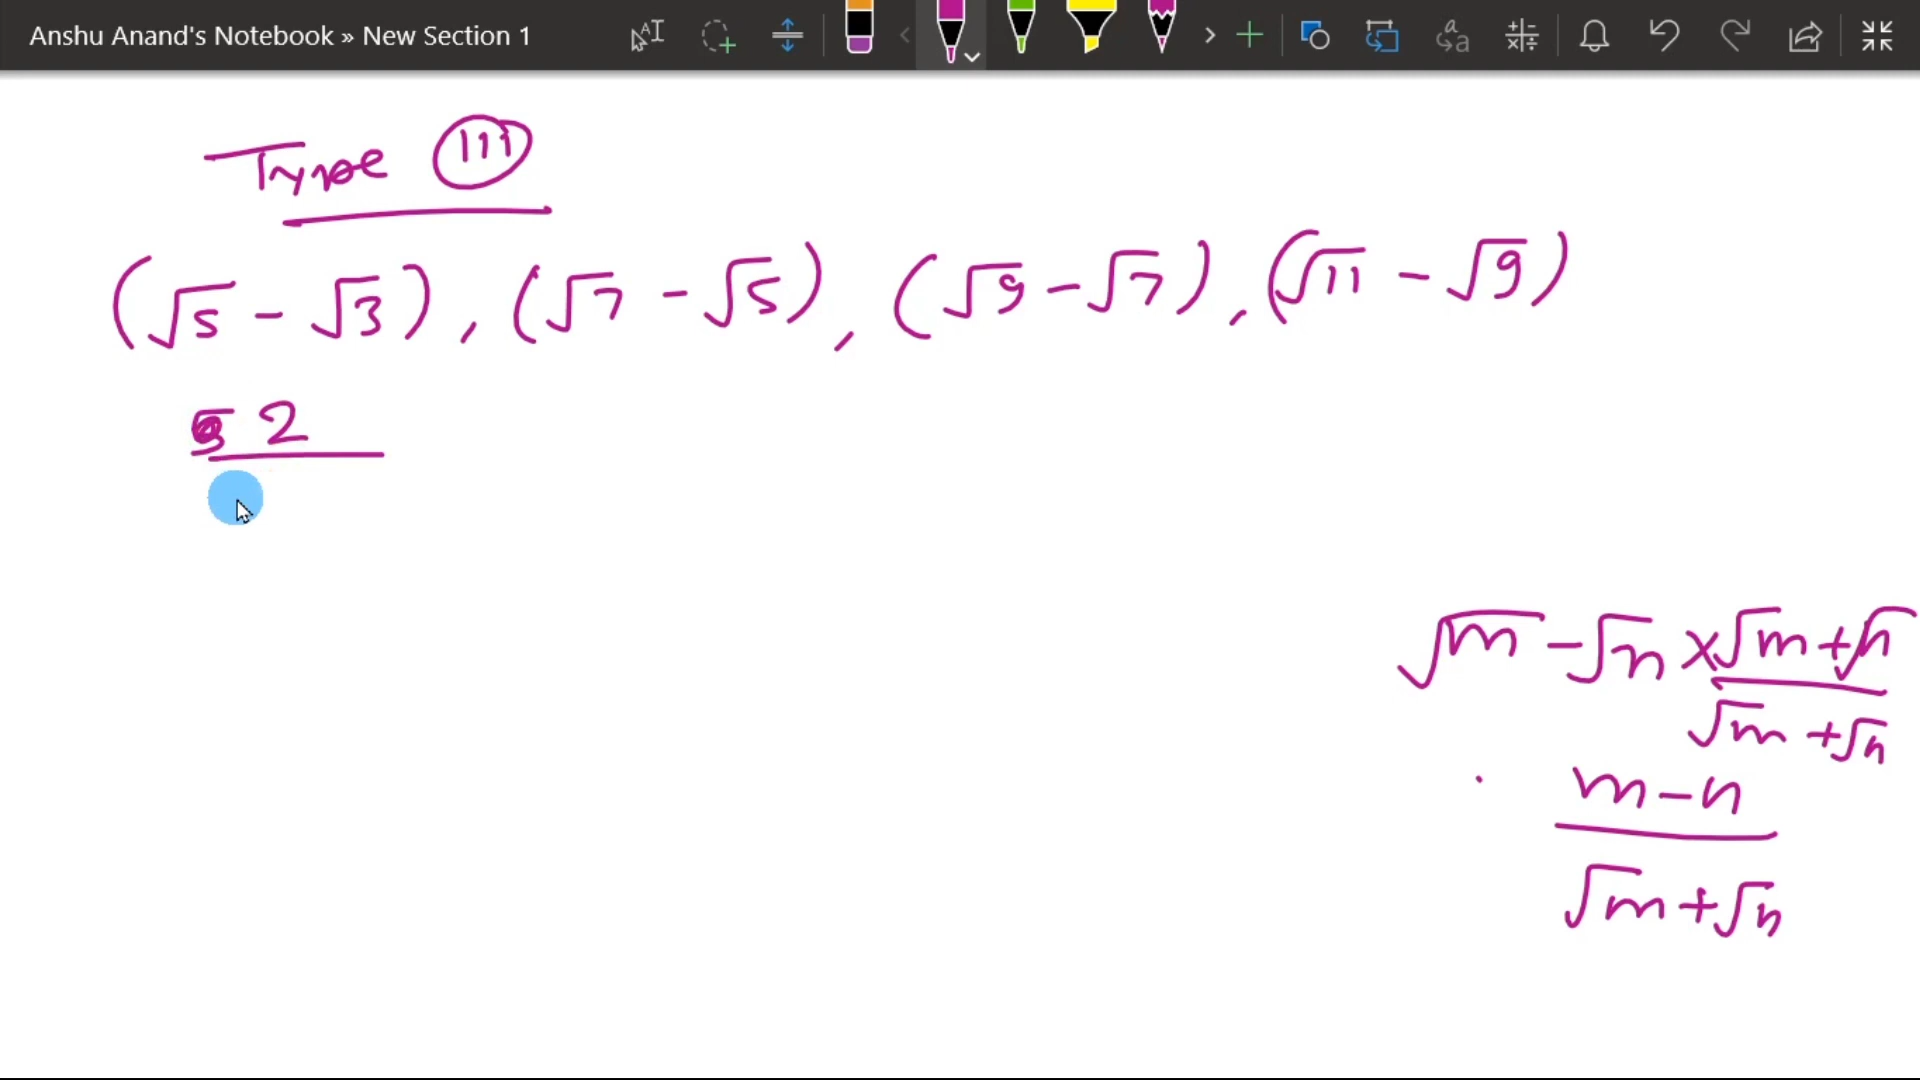 Anshu Anand's Notebook » New Section 1
Type III
(√5 - √3), (√7 - √5), (√9 - √7), (√11 - √9)
2
√m - √n × √m + √n
√m + √n
m - n
√m + √n